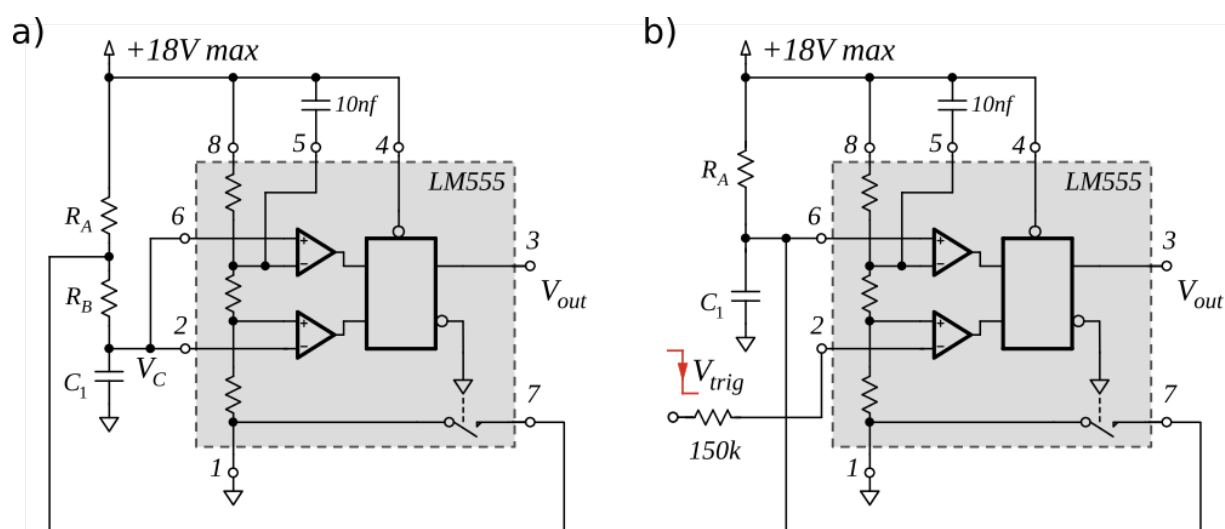 a)
+18V max
10nf
8
5
4
LM555
R_A
6
3
V_out
R_B
2
V_C
C_1
7
1
b)
+18V max
10nf
8
5
4
R_A
LM555
6
3
C_1
V_out
2
V_trig
7
150k
1